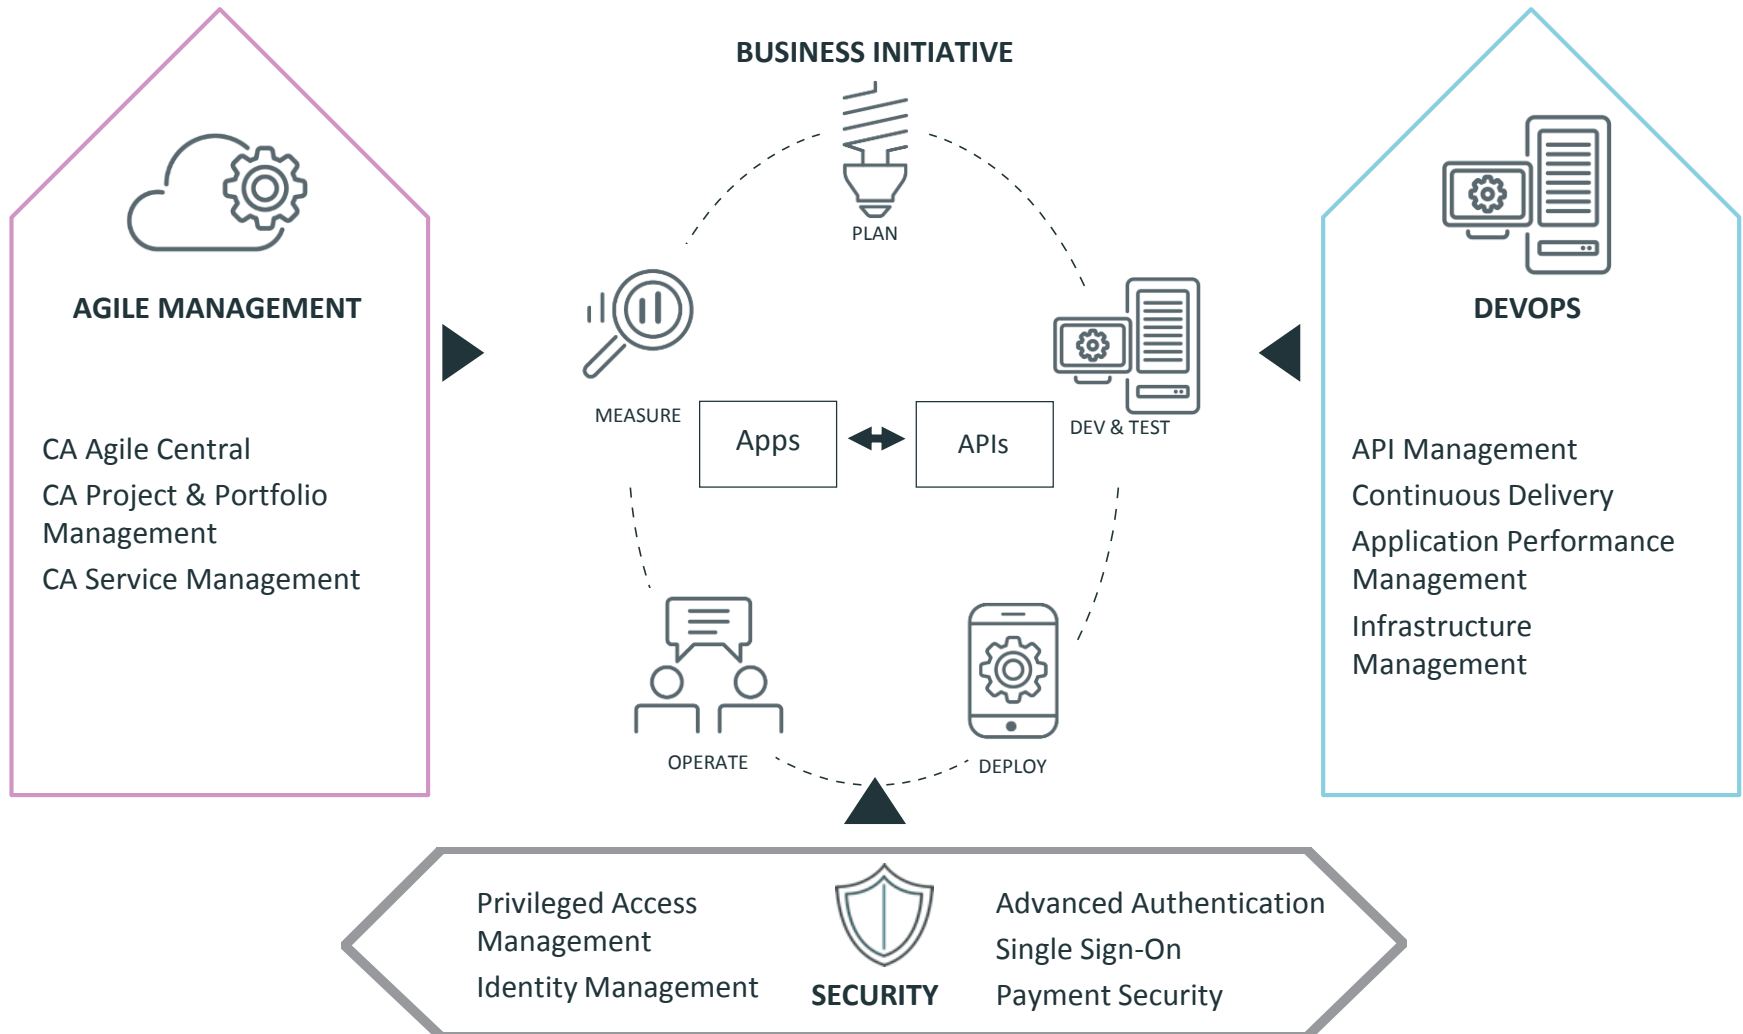 BUSINESS INITIATIVE
PLAN
AGILE MANAGEMENT
CA Agile Central
CA Project & Portfolio
Management
CA Service Management
MEASURE
Apps
APIs
DEV & TEST
OPERATE
DEPLOY
DEVOPS
API Management
Continuous Delivery
Application Performance
Management
Infrastructure
Management
Privileged Access
Management
Identity Management
SECURITY
Advanced Authentication
Single Sign-On
Payment Security